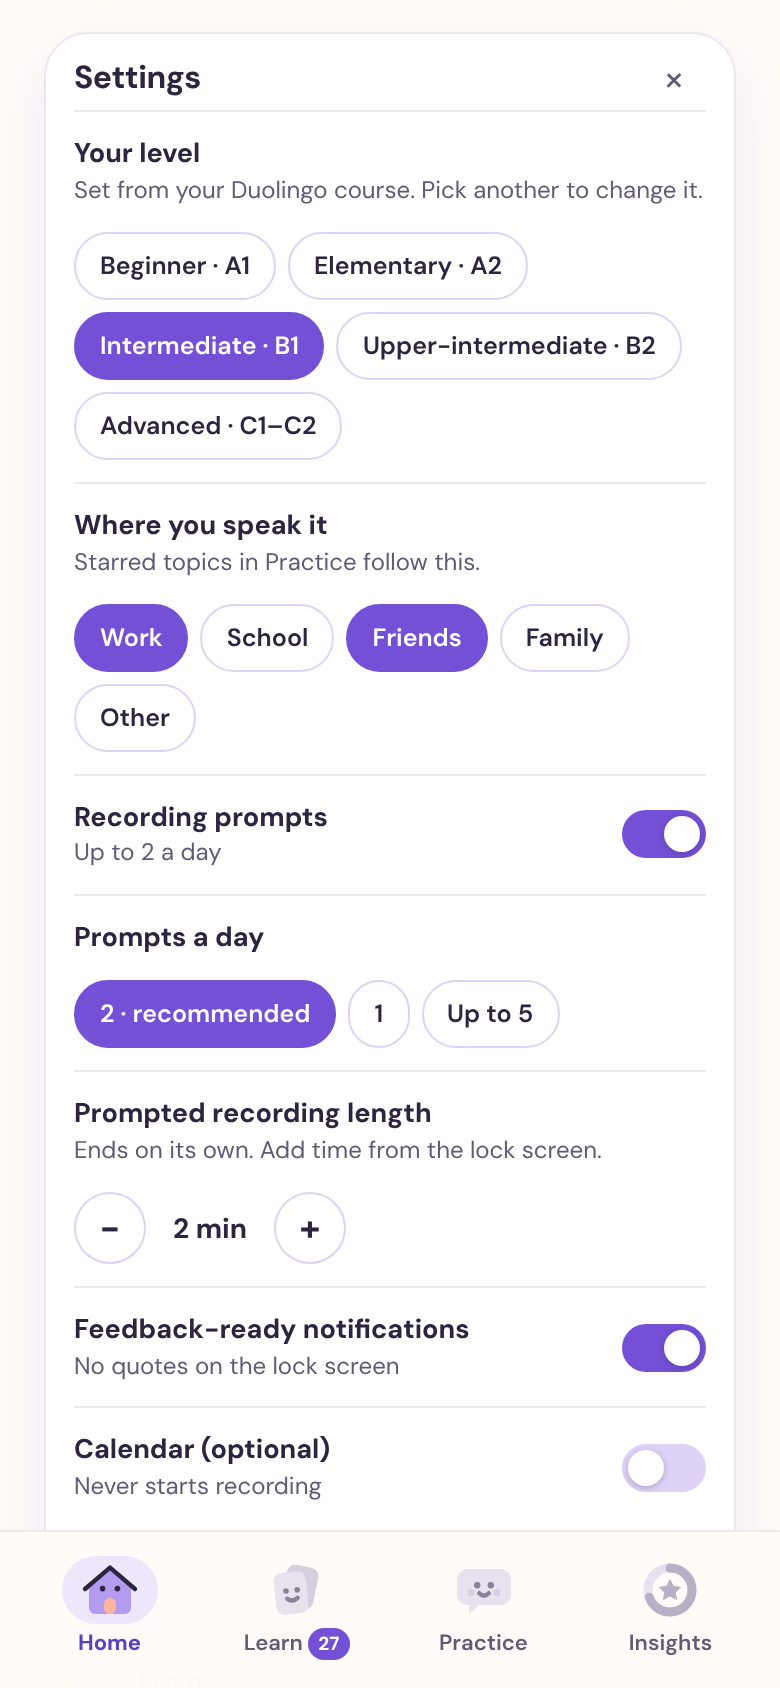 Settings
×
Your level
Set from your Duolingo course. Pick another to change it.
Beginner · A1
Elementary · A2
Intermediate · B1
Upper-intermediate · B2
Advanced · C1–C2
Where you speak it
Starred topics in Practice follow this.
Work
School
Friends
Family
Other
Recording prompts
Up to 2 a day
Prompts a day
2 · recommended
1
Up to 5
Prompted recording length
Ends on its own. Add time from the lock screen.
− 2 min +
Feedback-ready notifications
No quotes on the lock screen
Calendar (optional)
Never starts recording
Home
Learn 27
Practice
Insights
Learn